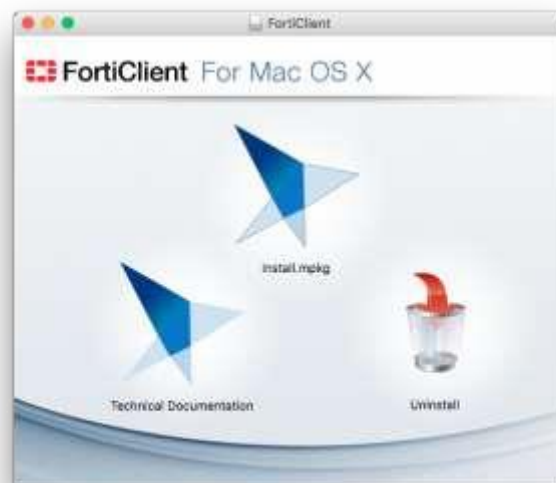 FortiClient
FortiClient For Mac OS X
Install.mpkg
Technical Documentation
Uninstall